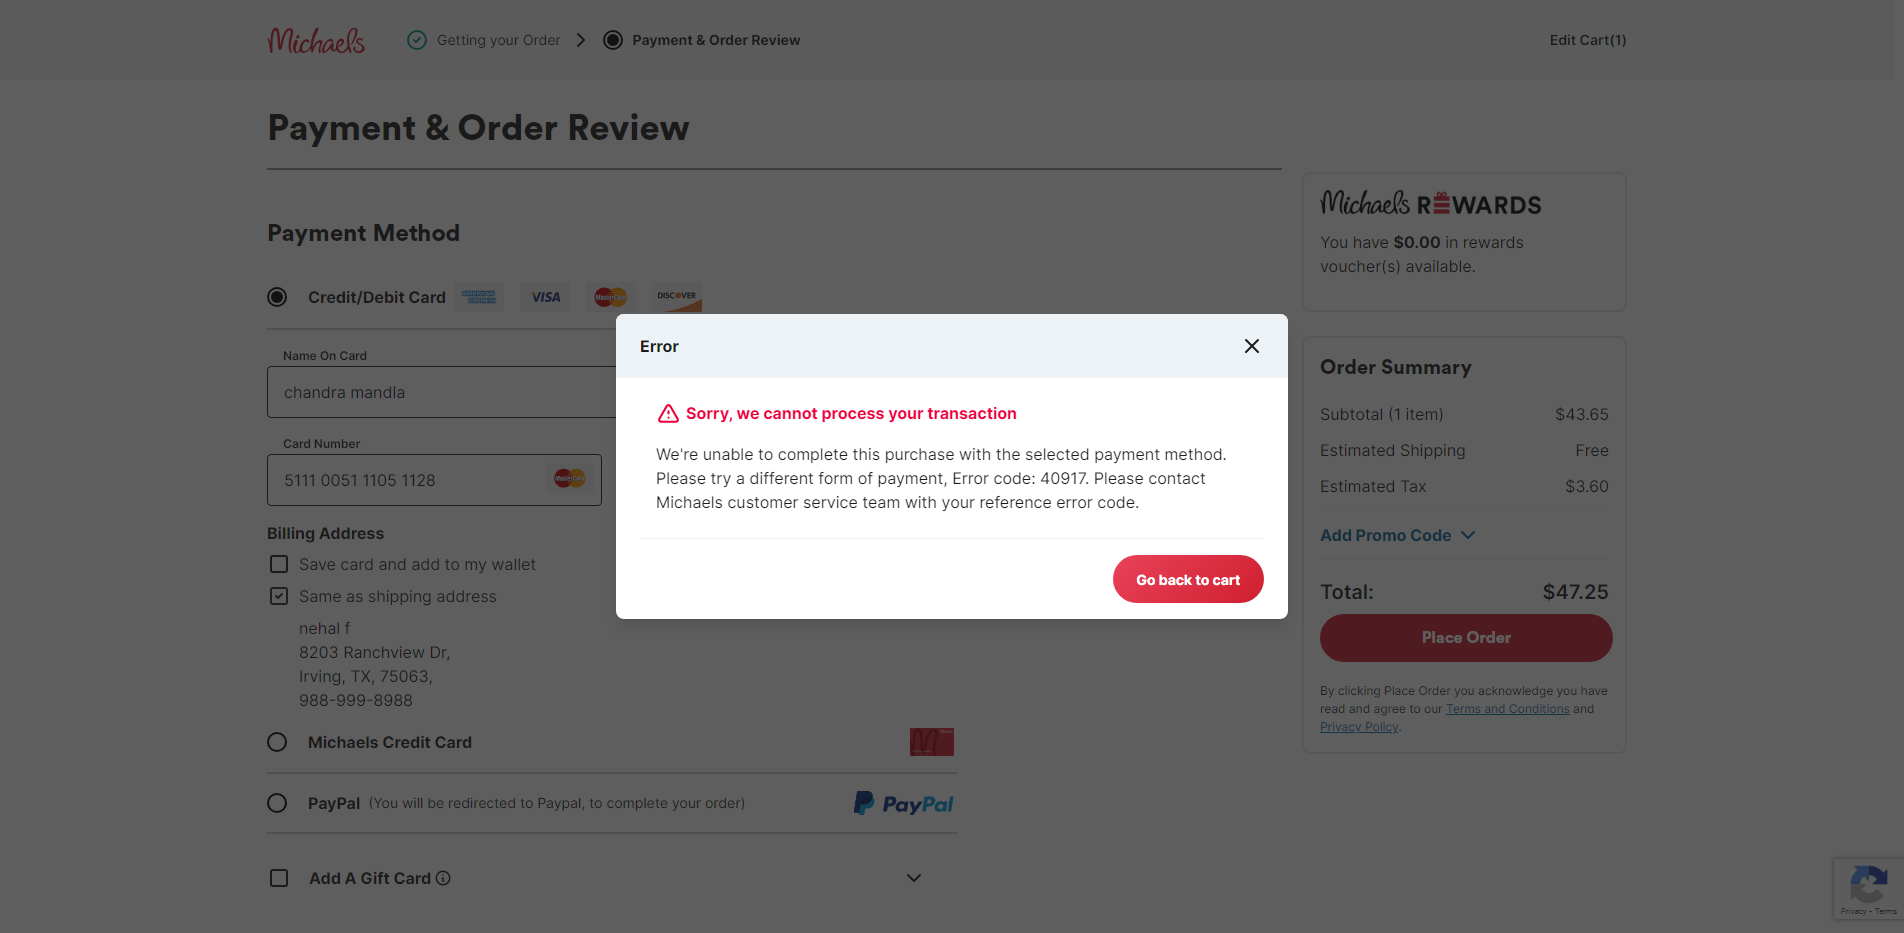 Michaels
Getting your Order
Payment & Order Review
Edit Cart(1)
Payment & Order Review
Payment Method
Credit/Debit Card
AMERICAN EXPRESS
VISA
MasterCard
DISCOVER
Name On Card
chandra mandla
Card Number
5111 0051 1105 1128
MasterCard
Billing Address
Save card and add to my wallet
Same as shipping address
nehal f
8203 Ranchview Dr,
Irving, TX, 75063,
988-999-8988
Michaels Credit Card
PayPal (You will be redirected to Paypal, to complete your order)
PayPal
Add A Gift Card
Error
Sorry, we cannot process your transaction
We're unable to complete this purchase with the selected payment method.
Please try a different form of payment, Error code: 40917. Please contact
Michaels customer service team with your reference error code.
Go back to cart
Michaels REWARDS
You have $0.00 in rewards
voucher(s) available.
Order Summary
Subtotal (1 item) $43.65
Estimated Shipping Free
Estimated Tax $3.60
Add Promo Code
Total: $47.25
Place Order
By clicking Place Order you acknowledge you have
read and agree to our Terms and Conditions and
Privacy Policy.
Privacy - Terms